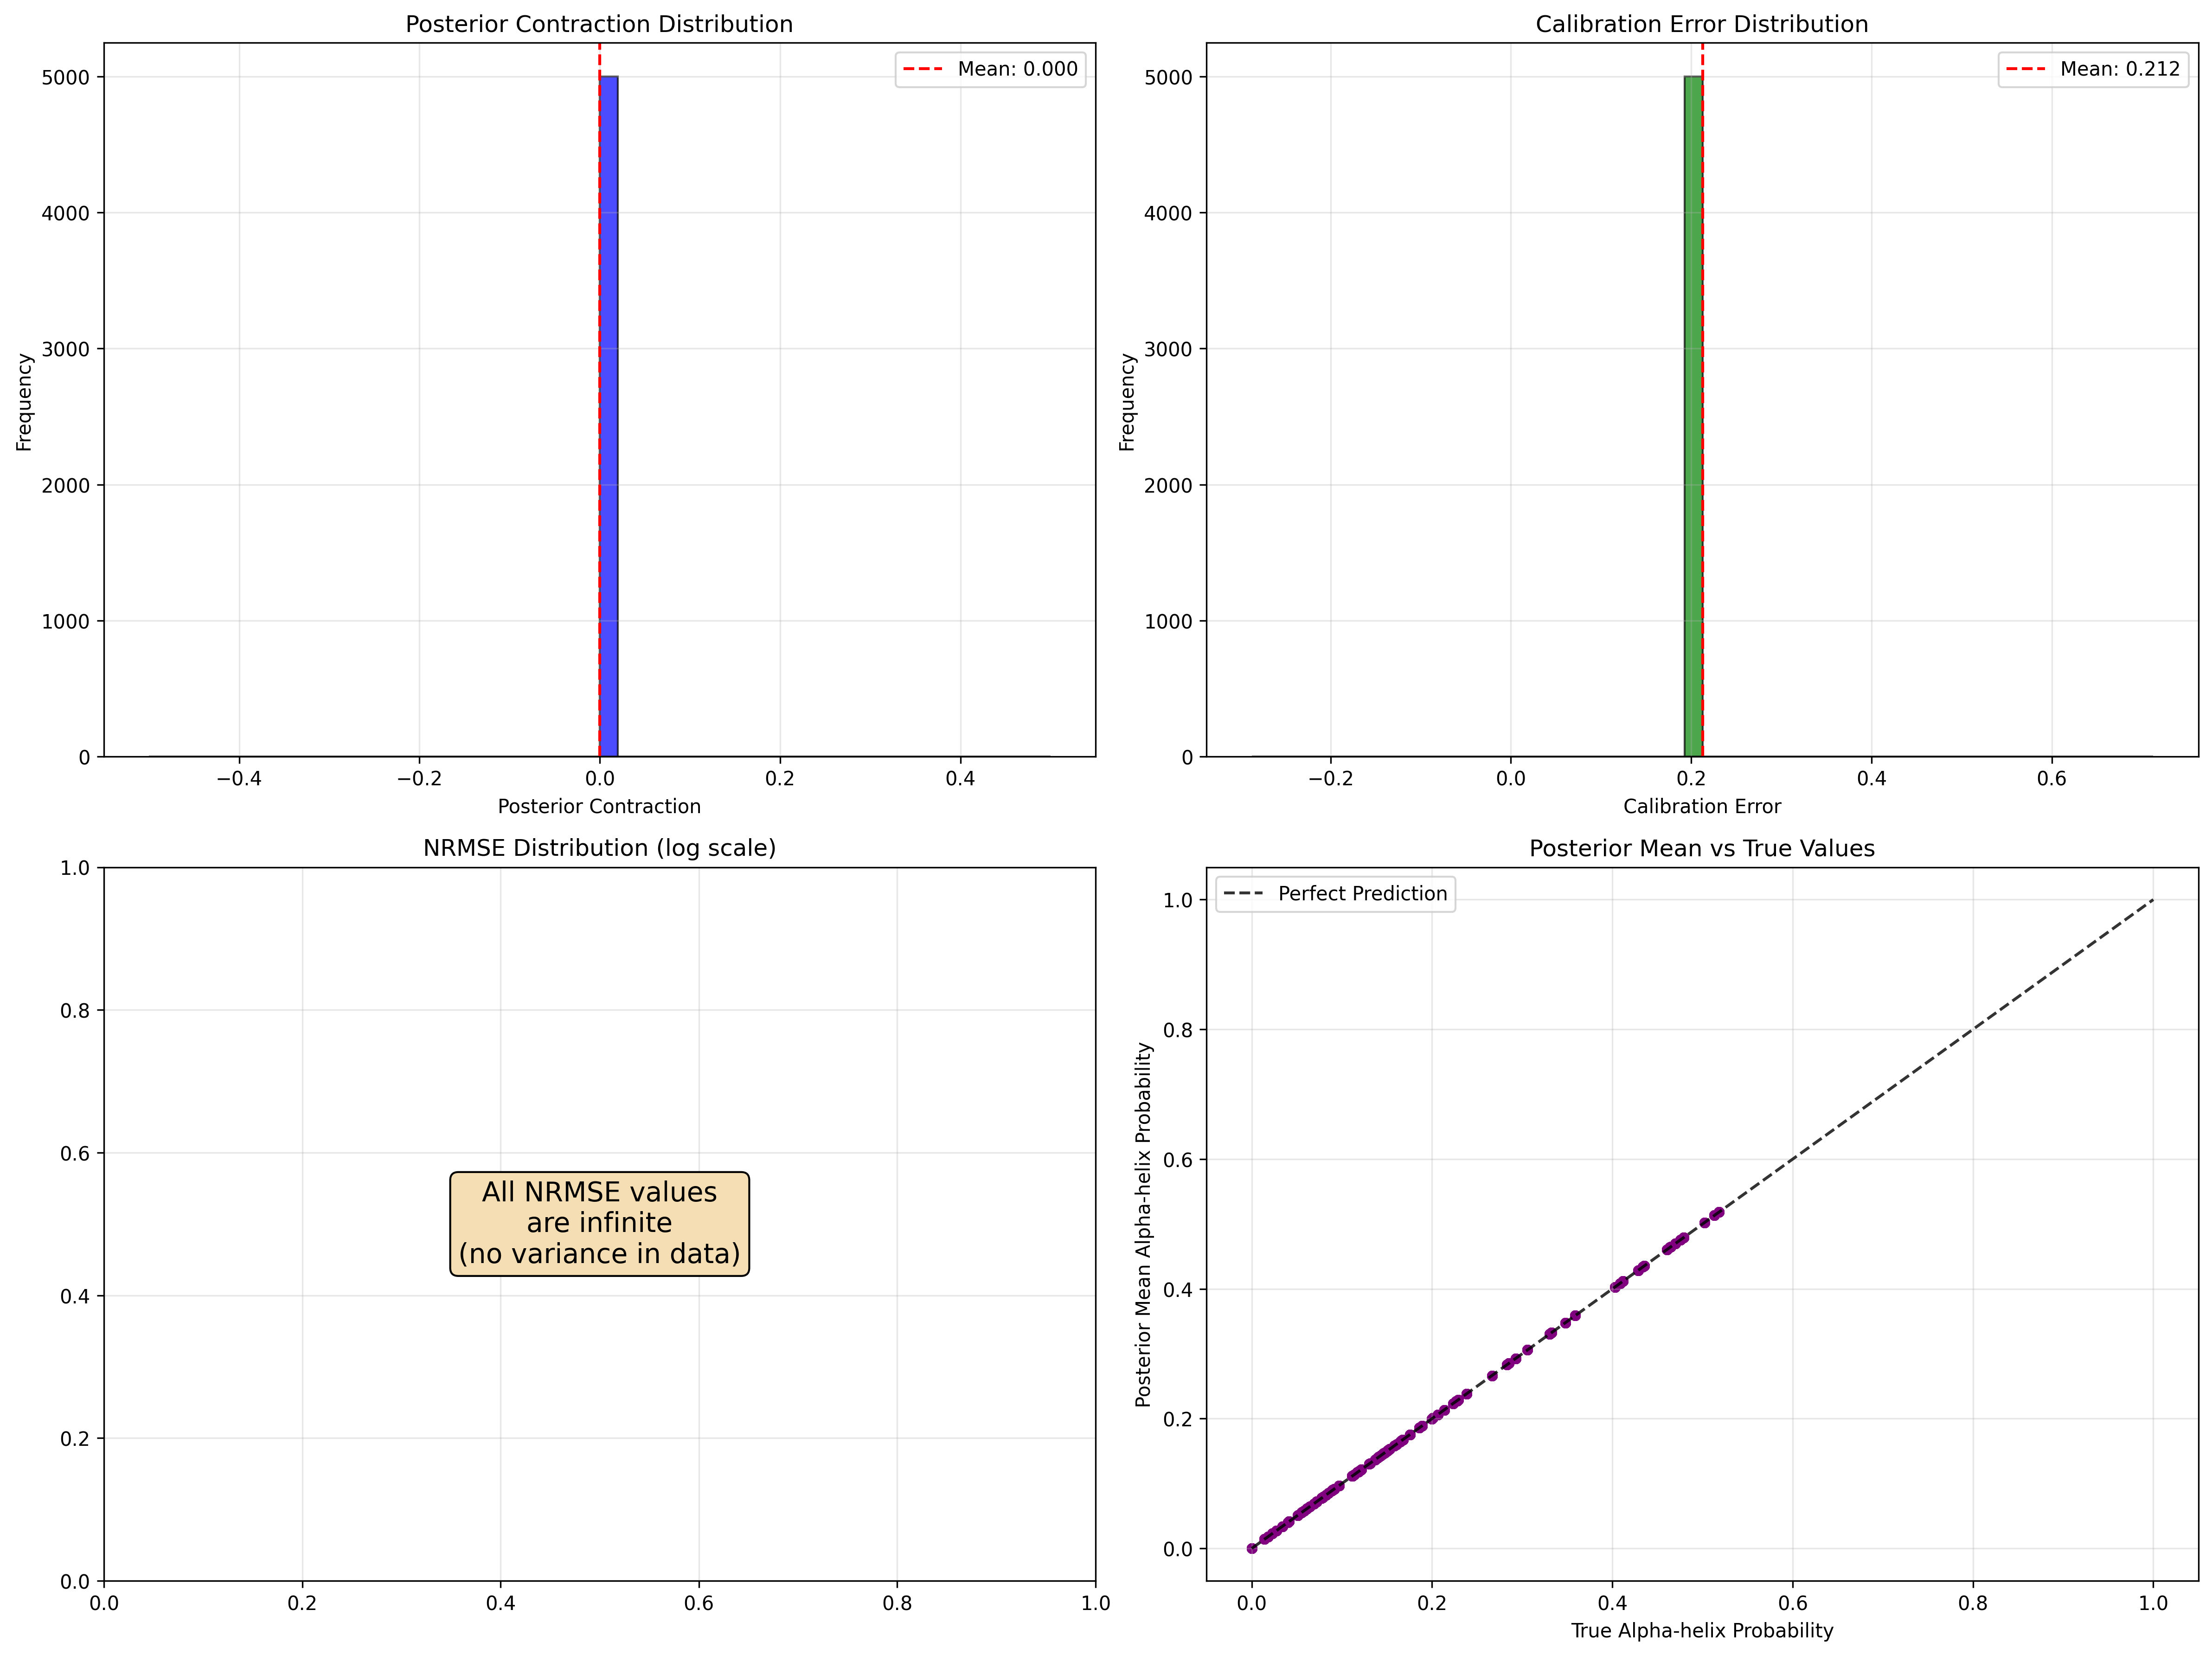 Posterior Contraction Distribution
Mean: 0.000
5000
4000
3000
2000
1000
0
Frequency
−0.4
−0.2
0.0
0.2
0.4
Posterior Contraction
Calibration Error Distribution
Mean: 0.212
5000
4000
3000
2000
1000
0
Frequency
−0.2
0.0
0.2
0.4
0.6
Calibration Error
NRMSE Distribution (log scale)
1.0
0.8
0.6
0.4
0.2
0.0
All NRMSE values
are infinite
(no variance in data)
0.0
0.2
0.4
0.6
0.8
1.0
Posterior Mean vs True Values
Perfect Prediction
1.0
0.8
0.6
0.4
0.2
0.0
Posterior Mean Alpha-helix Probability
0.0
0.2
0.4
0.6
0.8
1.0
True Alpha-helix Probability